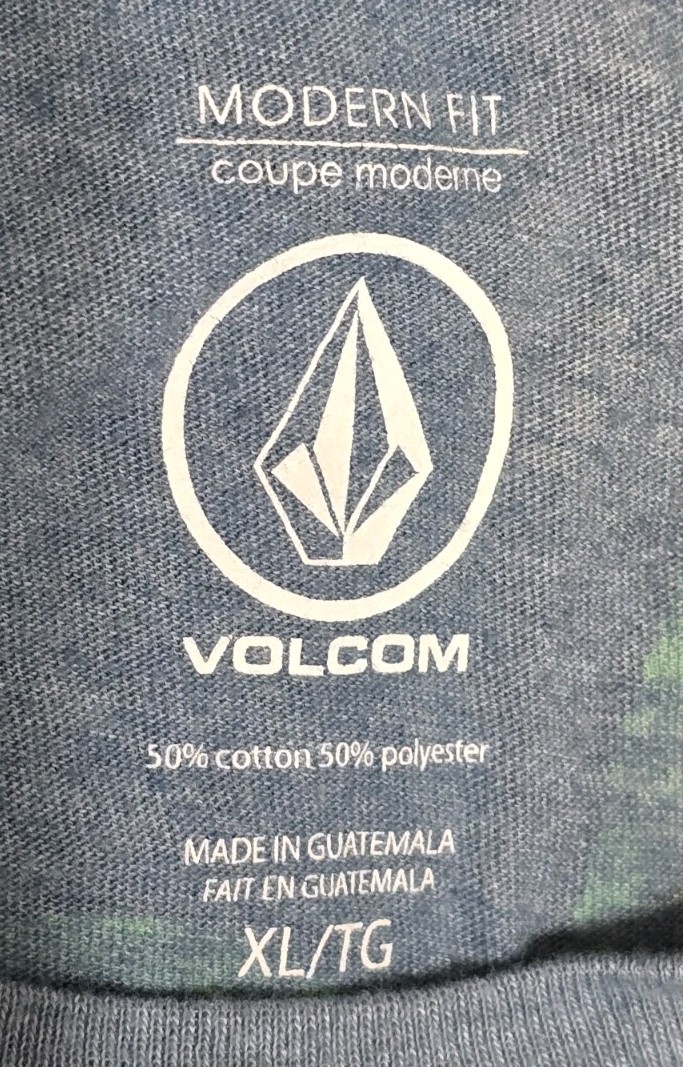 MODERN FIT
coupe moderne
VOLCOM
50% cotton 50% polyester
MADE IN GUATEMALA
FAIT EN GUATEMALA
XL/TG